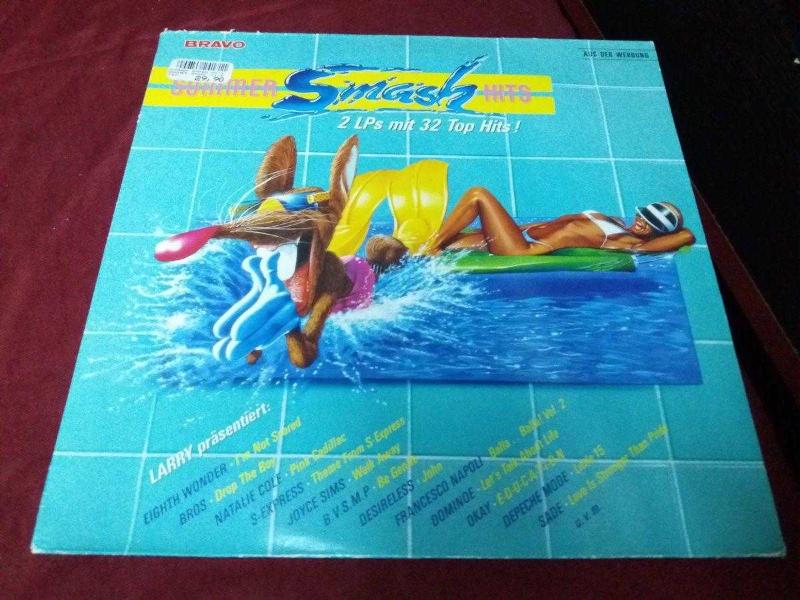 BRAVO
AUS DER WERBUNG
29,90
SUMMER Smash HITS
2 LPs mit 32 Top Hits!
LARRY präsentiert:
EIGHTH WONDER · I'm Not Scared
BROS · Drop The Boy
NATALIE COLE · Pink Cadillac
S-EXPRESS · Theme From S-Express
JOYCE SIMS · Walk Away
B.V.S.M.P · Be Gentle
DESIRELESS · John
FRANCESCO NAPOLI · Balla .. Balla! Vol. 2
DOMINOE · Let's Talk About Life
OKAY · E-D-U-C-A-T-I-O-N
DEPECHE MODE · Little 15
SADE · Love Is Stronger Than Pride
u. v. m.